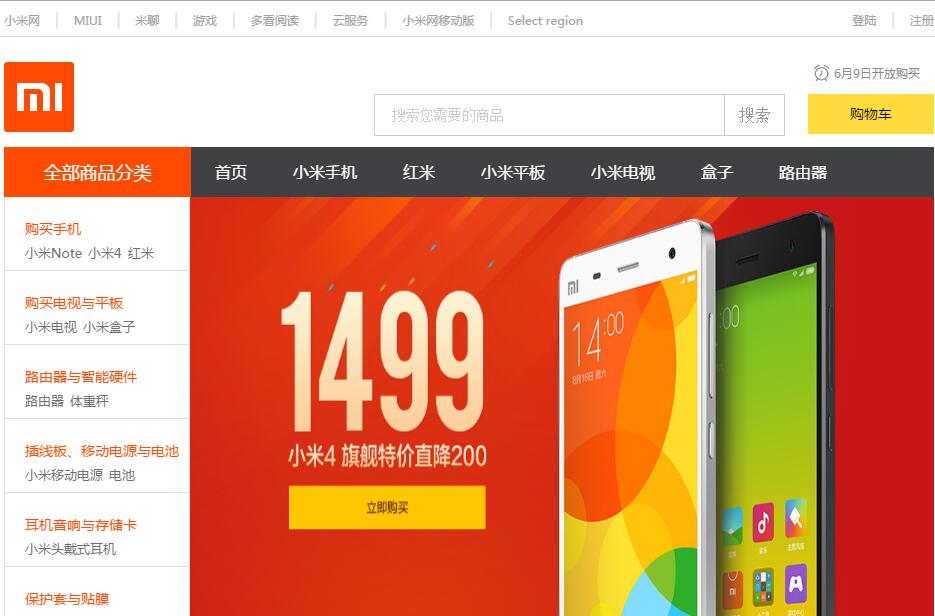 小米网 MIUI 米聊 游戏 多看阅读 云服务 小米网移动版 Select region 登陆 注册
6月9日开放购买
mi 搜索您需要的商品 搜索 购物车
全部商品分类 首页 小米手机 红米 小米平板 小米电视 盒子 路由器
购买手机
小米Note 小米4 红米
购买电视与平板
小米电视 小米盒子
路由器与智能硬件
路由器 体重秤
插线板、移动电源与电池
小米移动电源 电池
耳机音响与存储卡
小米头戴式耳机
保护套与贴膜
1499
小米4 旗舰特价直降200
立即购买
mi
14:00
8月16日 周六
:00
音乐
mi